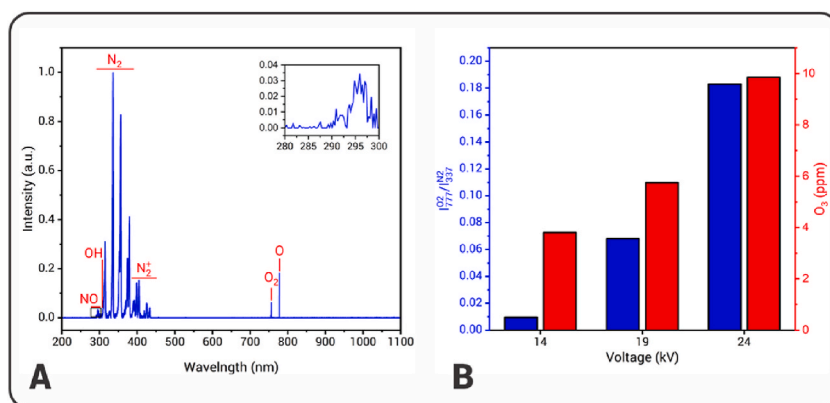 N2
OH
NO
N2+
O2
O
1.0
0.8
0.6
0.4
0.2
0.0
Intensity (a.u.)
0.04
0.03
0.02
0.01
0.00
280 285 290 295 300
200 300 400 500 600 700 800 900 1000 1100
Wavelngth (nm)
A
0.20
0.18
0.16
0.14
0.12
0.10
0.08
0.06
0.04
0.02
0.00
I777O2/I337N2
10
8
6
4
2
0
O3 (ppm)
14 19 24
Voltage (kV)
B